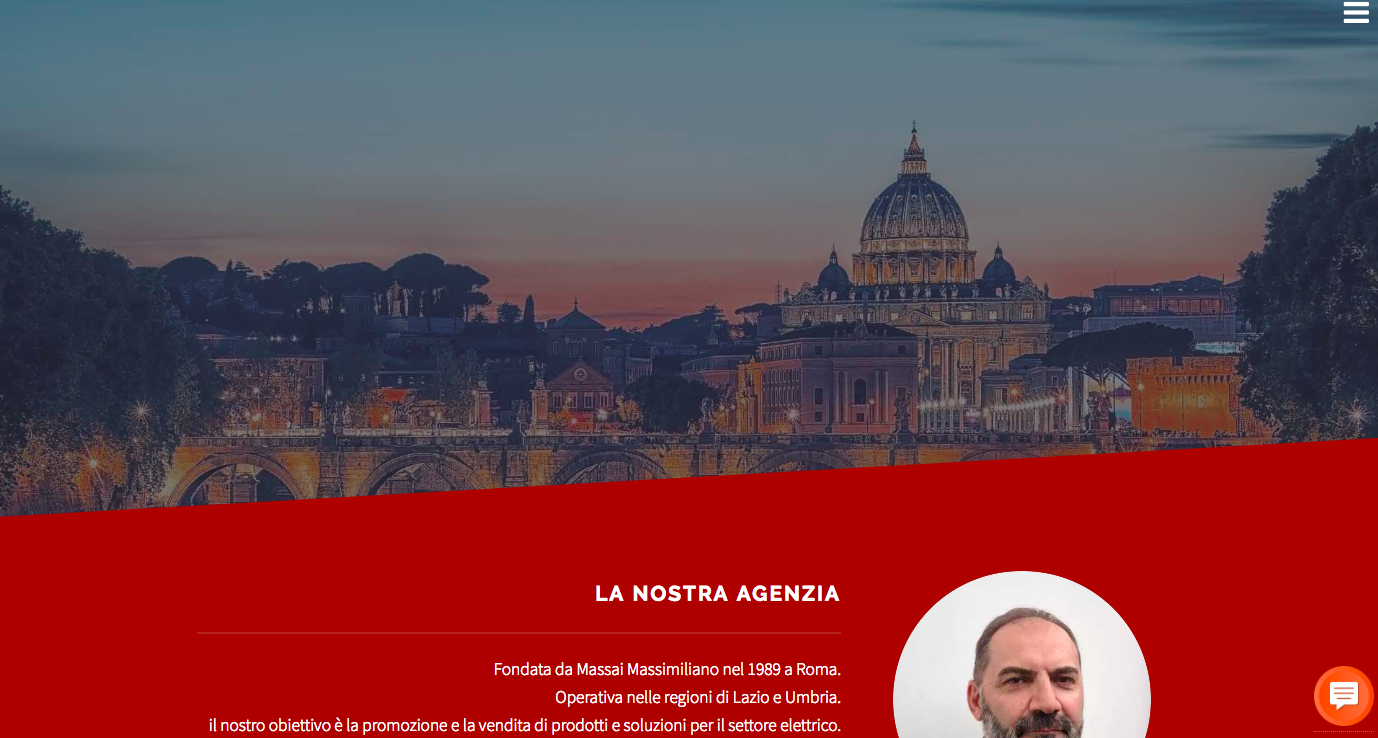 LA NOSTRA AGENZIA
Fondata da Massai Massimiliano nel 1989 a Roma.
Operativa nelle regioni di Lazio e Umbria.
il nostro obiettivo è la promozione e la vendita di prodotti e soluzioni per il settore elettrico.